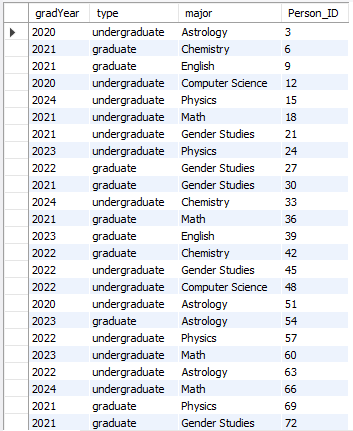 gradYear type major Person_ID
2020 undergraduate Astrology 3
2021 graduate Chemistry 6
2021 graduate English 9
2020 undergraduate Computer Science 12
2024 undergraduate Physics 15
2021 undergraduate Math 18
2021 undergraduate Gender Studies 21
2023 undergraduate Physics 24
2022 graduate Gender Studies 27
2021 graduate Gender Studies 30
2024 undergraduate Chemistry 33
2021 graduate Math 36
2023 graduate English 39
2022 graduate Chemistry 42
2022 undergraduate Gender Studies 45
2022 undergraduate Computer Science 48
2020 undergraduate Astrology 51
2023 graduate Astrology 54
2022 undergraduate Physics 57
2023 undergraduate Math 60
2022 undergraduate Astrology 63
2024 undergraduate Math 66
2021 graduate Physics 69
2021 graduate Gender Studies 72